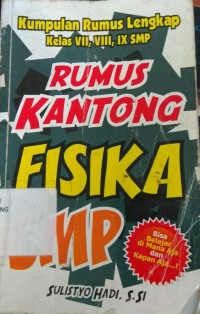 Kumpulan Rumus Lengkap
Kelas VII, VIII, IX SMP
RUMUS
KANTONG
FISIKA
SMP
Bisa
Belajar
di Mana Aja
dan
Kapan Aja...!
SULISTYO HADI, S.Si